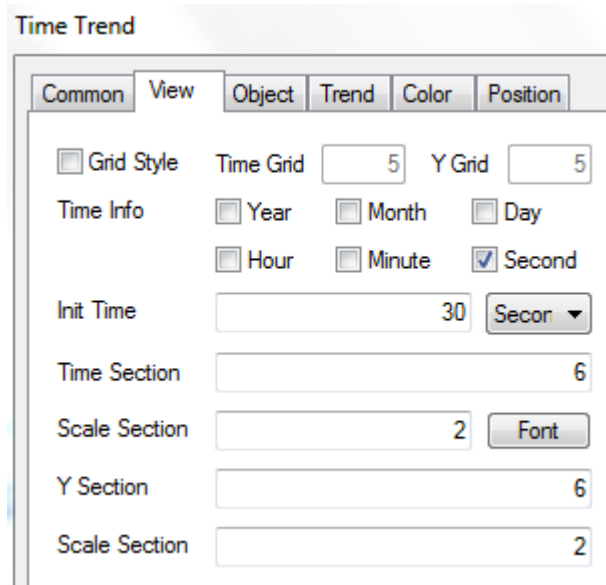 Time Trend
Common View Object Trend Color Position
Grid Style Time Grid 5 Y Grid 5
Time Info Year Month Day
Hour Minute Second
Init Time 30 Secon
Time Section 6
Scale Section 2 Font
Y Section 6
Scale Section 2